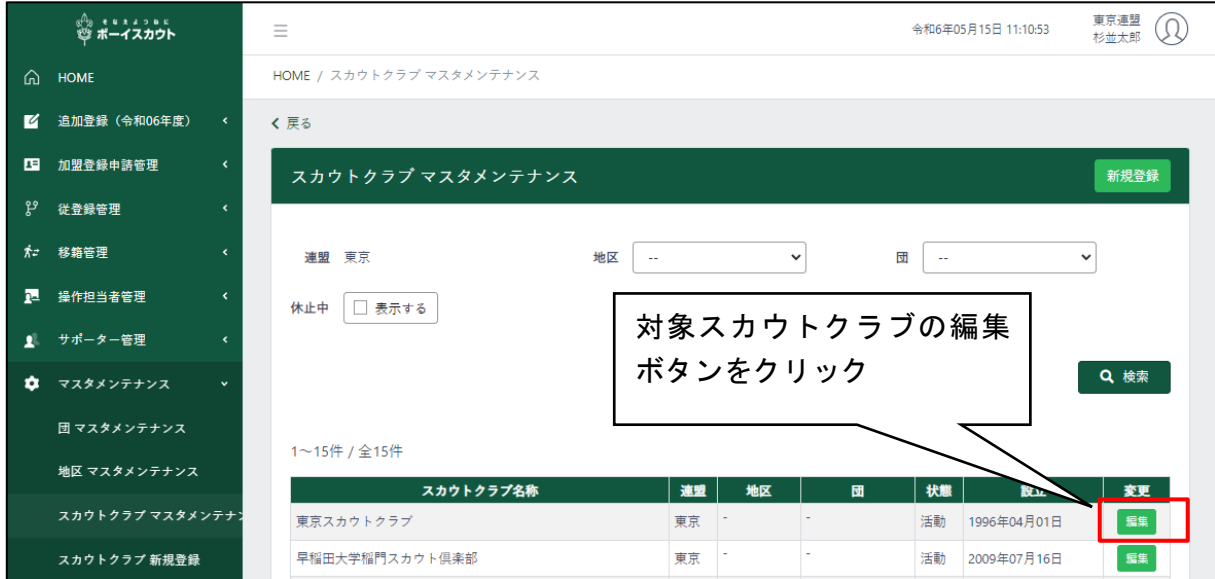 そなえよつねに
ボーイスカウト
令和6年05月15日 11:10:53
東京連盟
杉並太郎
HOME
HOME / スカウトクラブ マスタメンテナンス
追加登録（令和06年度）
戻る
加盟登録申請管理
スカウトクラブ マスタメンテナンス
新規登録
従登録管理
移籍管理
連盟 東京 地区 -- 団 --
操作担当者管理
休止中 表示する
対象スカウトクラブの編集
ボタンをクリック
サポーター管理
マスタメンテナンス
検索
団 マスタメンテナンス
1～15件 / 全15件
地区 マスタメンテナンス
スカウトクラブ名称 連盟 地区 団 状態 設立 変更
スカウトクラブ マスタメンテナン
東京スカウトクラブ 東京 - - 活動 1996年04月01日 編集
スカウトクラブ 新規登録
早稲田大学稲門スカウト倶楽部 東京 - - 活動 2009年07月16日 編集